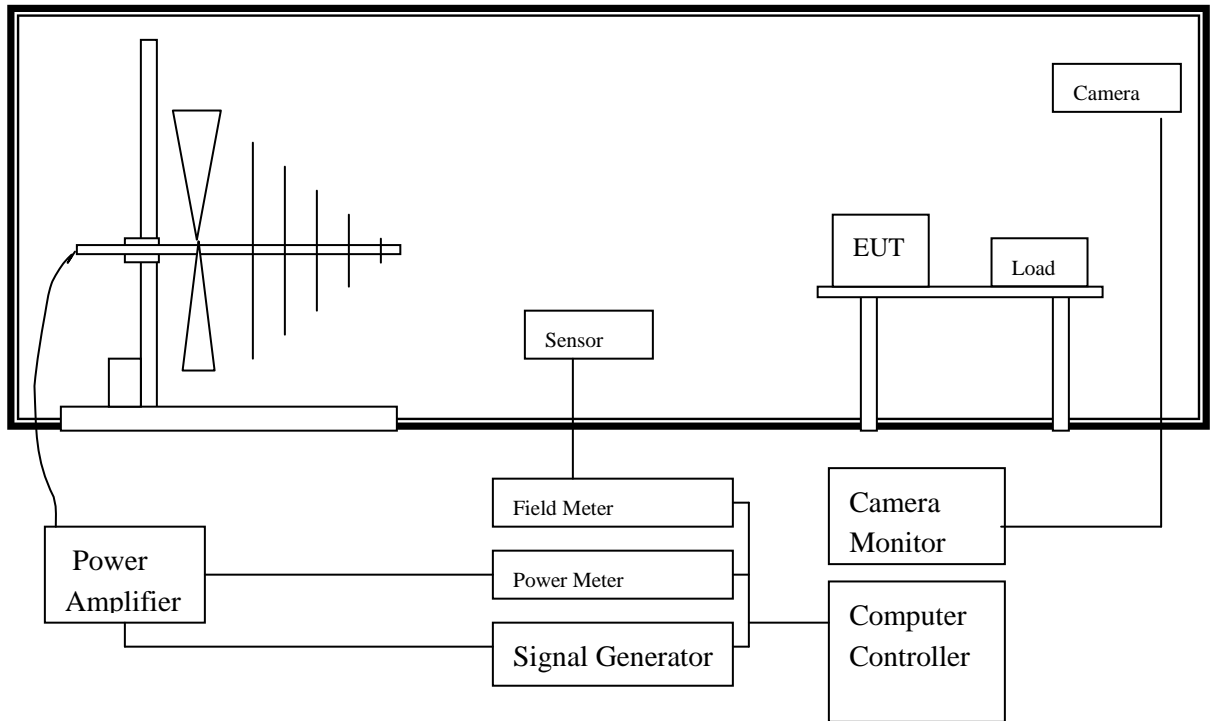 Camera
EUT
Load
Sensor
Field Meter
Camera
Monitor
Power
Amplifier
Power Meter
Computer
Controller
Signal Generator